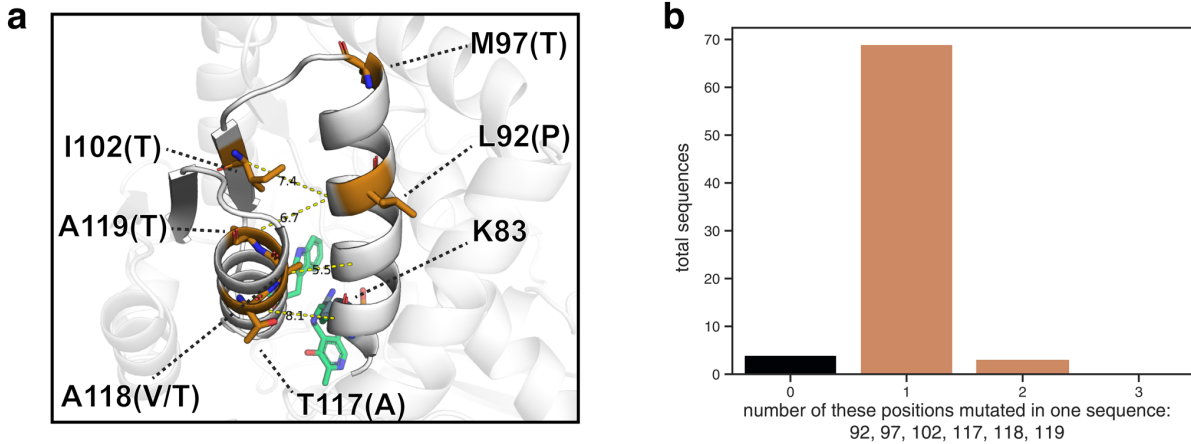 a
M97(T)
L92(P)
I102(T)
7.4
6.7
A119(T)
K83
5.5
8.1
A118(V/T)
T117(A)
b
total sequences
70
60
50
40
30
20
10
0
0 1 2 3
number of these positions mutated in one sequence:
92, 97, 102, 117, 118, 119